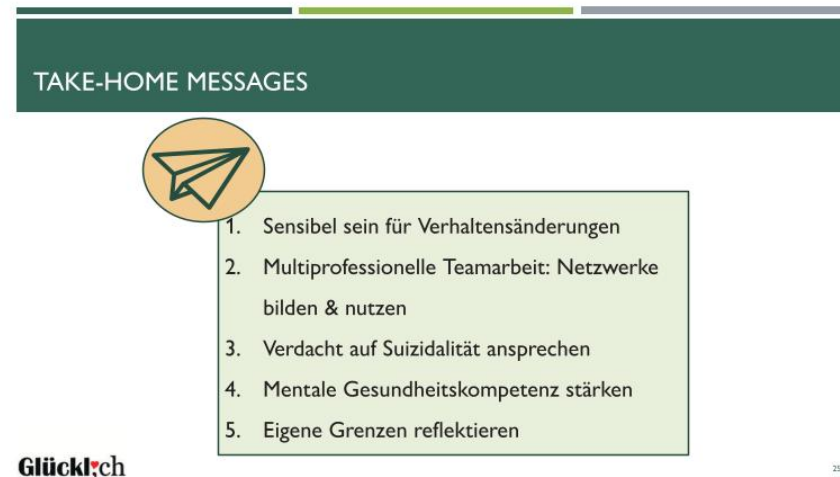 TAKE-HOME MESSAGES
1. Sensibel sein für Verhaltensänderungen
2. Multiprofessionelle Teamarbeit: Netzwerke
bilden & nutzen
3. Verdacht auf Suizidalität ansprechen
4. Mentale Gesundheitskompetenz stärken
5. Eigene Grenzen reflektieren
Glückl;ch
25